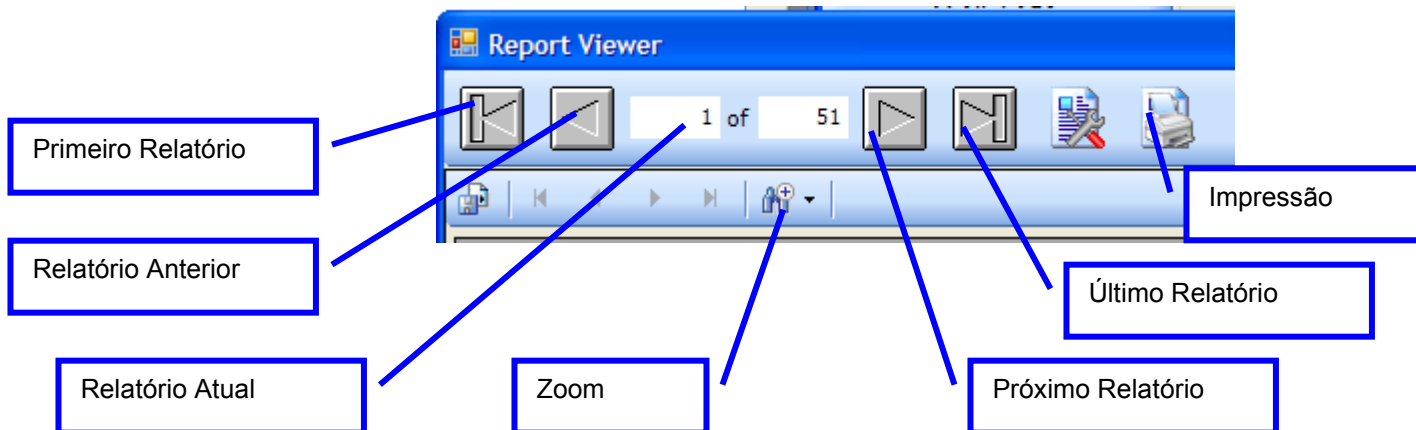 Report Viewer
1 of 51
Primeiro Relatório
Impressão
Relatório Anterior
Último Relatório
Relatório Atual
Zoom
Próximo Relatório